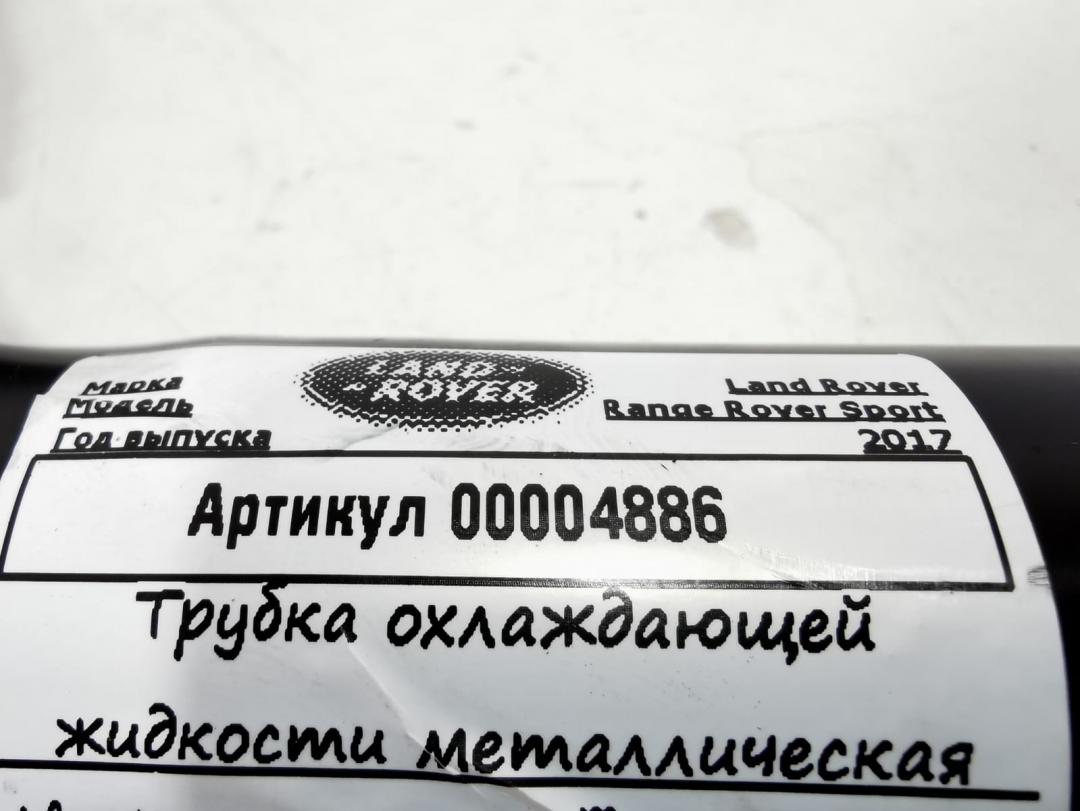 Марка
Модель
Год выпуска
LAND
ROVER
Land Rover
Range Rover Sport
2017
Артикул 00004886
Трубка охлаждающей
жидкости металлическая